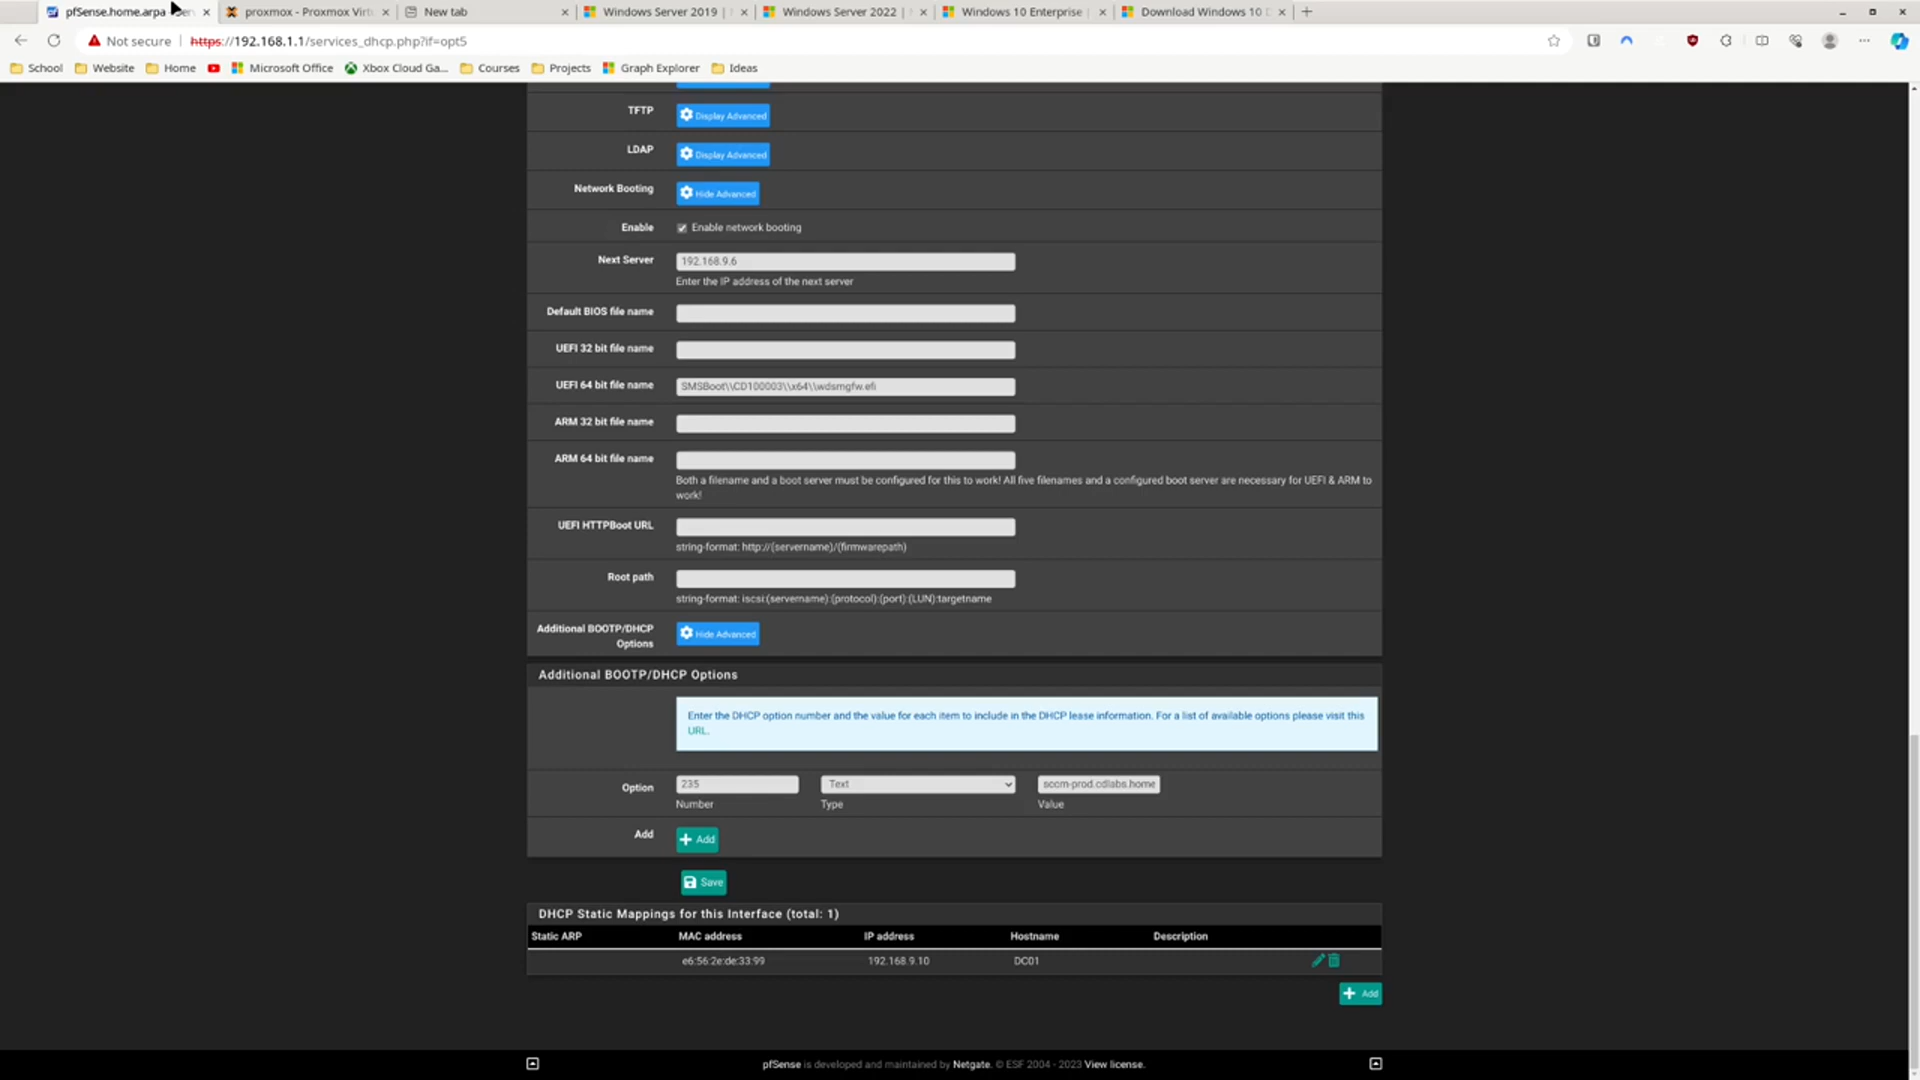 pfSense.home.arpa - Serv
proxmox - Proxmox Virtu
New tab
Windows Server 2019 |
Windows Server 2022 |
Windows 10 Enterprise |
Download Windows 10
Not secure
https://192.168.1.1/services_dhcp.php?if=opt5
School
Website
Home
Microsoft Office
Xbox Cloud Ga...
Courses
Projects
Graph Explorer
Ideas
TFTP
Display Advanced
LDAP
Display Advanced
Network Booting
Hide Advanced
Enable
Enable network booting
Next Server
192.168.9.6
Enter the IP address of the next server
Default BIOS file name
UEFI 32 bit file name
UEFI 64 bit file name
SMSBoot\\CD100003\\x64\\wdsmgfw.efi
ARM 32 bit file name
ARM 64 bit file name
Both a filename and a boot server must be configured for this to work! All five filenames and a configured boot server are necessary for UEFI & ARM to
work!
UEFI HTTPBoot URL
string-format: http://(servername)/(firmwarepath)
Root path
string-format: iscsi:(servername):(protocol):(port):(LUN):targetname
Additional BOOTP/DHCP
Options
Hide Advanced
Additional BOOTP/DHCP Options
Enter the DHCP option number and the value for each item to include in the DHCP lease information. For a list of available options please visit this
URL.
Option
235
Text
sccm-prod.cdlabs.home
Number
Type
Value
Add
Add
Save
DHCP Static Mappings for this Interface (total: 1)
Static ARP
MAC address
IP address
Hostname
Description
e6:56:2e:de:33:99
192.168.9.10
DC01
Add
pfSense is developed and maintained by Netgate. © ESF 2004 - 2023 View license.